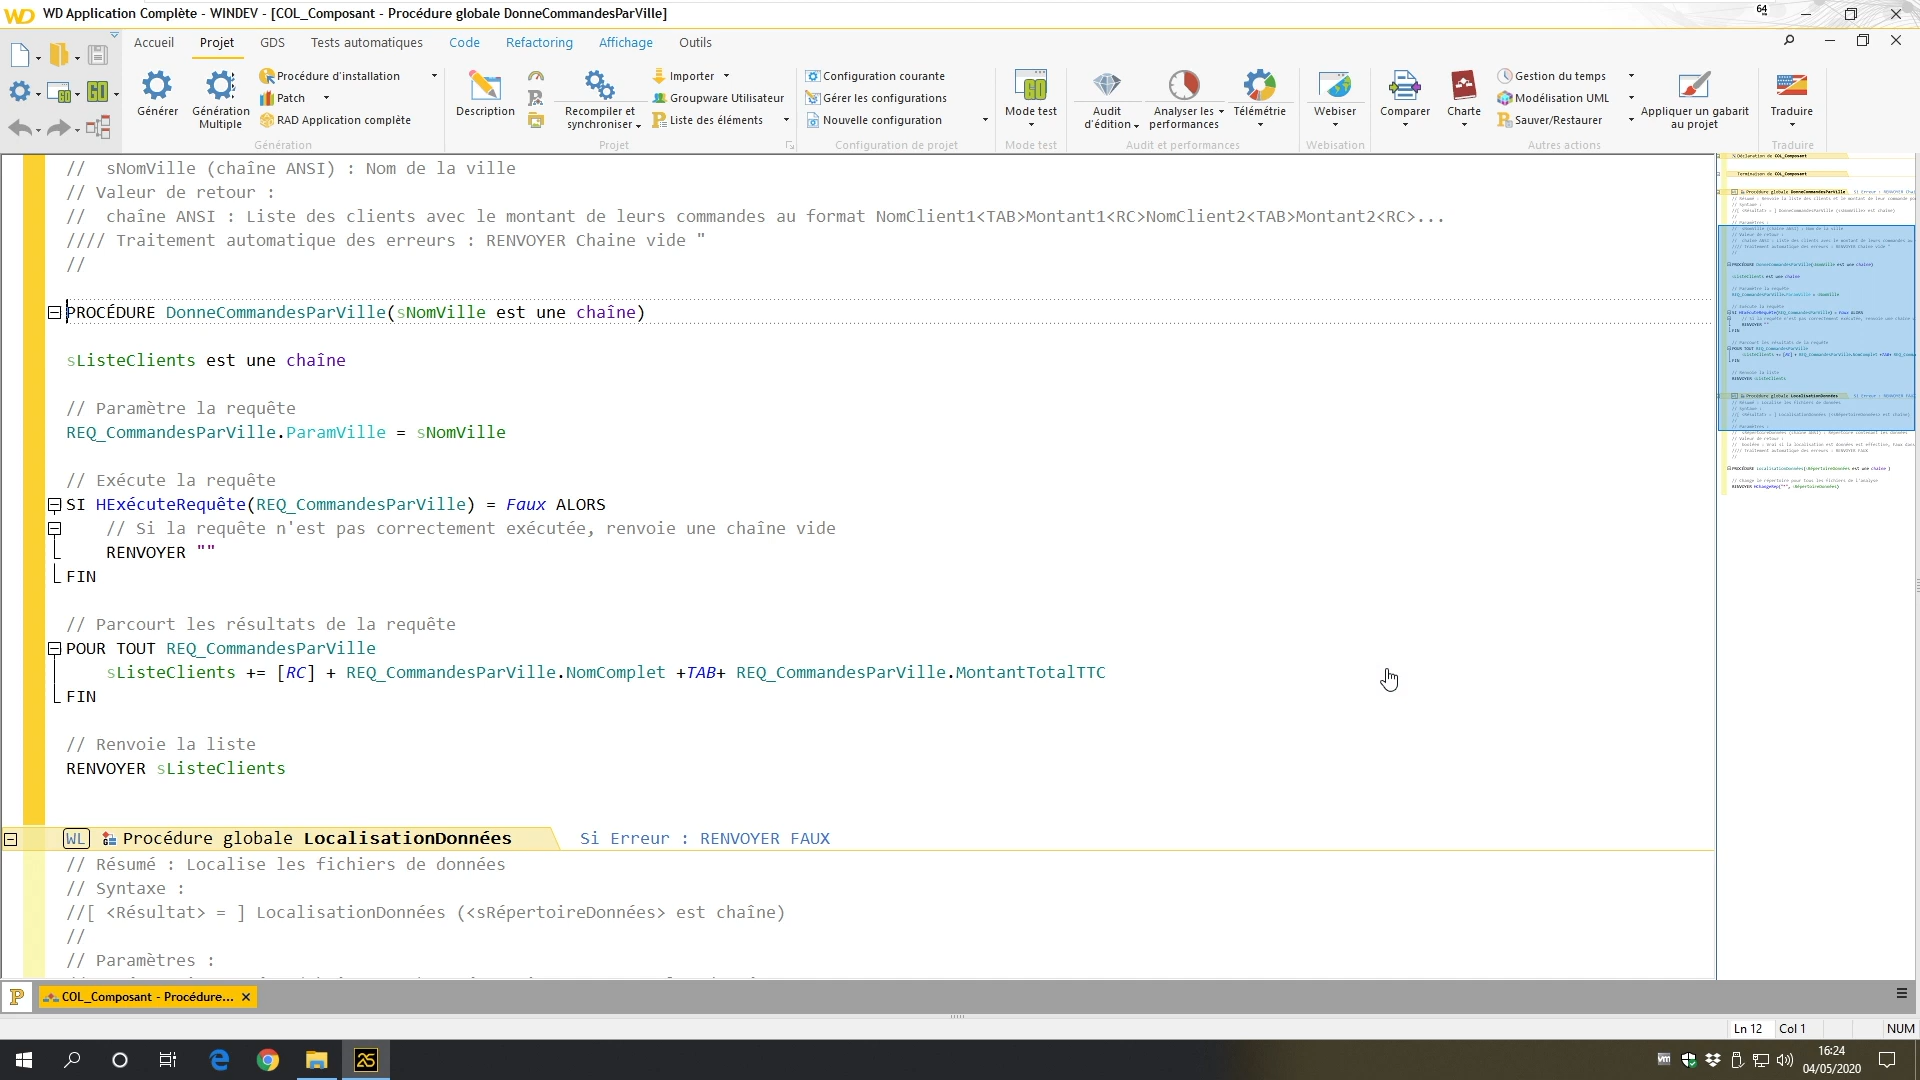 WD Application Complète - WINDEV - [COL_Composant - Procédure globale DonneCommandesParVille]
64
Accueil Projet GDS Tests automatiques Code Refactoring Affichage Outils
Générer
Génération Multiple
Procédure d'installation
Patch
RAD Application complète
Génération
Description
Recompiler et synchroniser
Importer
Groupware Utilisateur
Liste des éléments
Projet
Configuration courante
Gérer les configurations
Nouvelle configuration
Configuration de projet
Mode test
Mode test
Audit d'édition
Analyser les performances
Télémétrie
Audit et performances
Webiser
Webisation
Comparer
Charte
Gestion du temps
Modélisation UML
Sauver/Restaurer
Appliquer un gabarit au projet
Autres actions
Traduire
Traduire
// sNomVille (chaîne ANSI) : Nom de la ville
// Valeur de retour :
// chaîne ANSI : Liste des clients avec le montant de leurs commandes au format NomClient1<TAB>Montant1<RC>NomClient2<TAB>Montant2<RC>...
//// Traitement automatique des erreurs : RENVOYER Chaine vide "
//
PROCÉDURE DonneCommandesParVille(sNomVille est une chaîne)
sListeClients est une chaîne
// Paramètre la requête
REQ_CommandesParVille.ParamVille = sNomVille
// Exécute la requête
SI HExécuteRequête(REQ_CommandesParVille) = Faux ALORS
// Si la requête n'est pas correctement exécutée, renvoie une chaîne vide
RENVOYER ""
FIN
// Parcourt les résultats de la requête
POUR TOUT REQ_CommandesParVille
sListeClients += [RC] + REQ_CommandesParVille.NomComplet +TAB+ REQ_CommandesParVille.MontantTotalTTC
FIN
// Renvoie la liste
RENVOYER sListeClients
WL Procédure globale LocalisationDonnées Si Erreur : RENVOYER FAUX
// Résumé : Localise les fichiers de données
// Syntaxe :
//[ <Résultat> = ] LocalisationDonnées (<sRépertoireDonnées> est chaîne)
//
// Paramètres :
COL_Composant - Procédure...
Ln 12 Col 1 NUM
16:24
04/05/2020